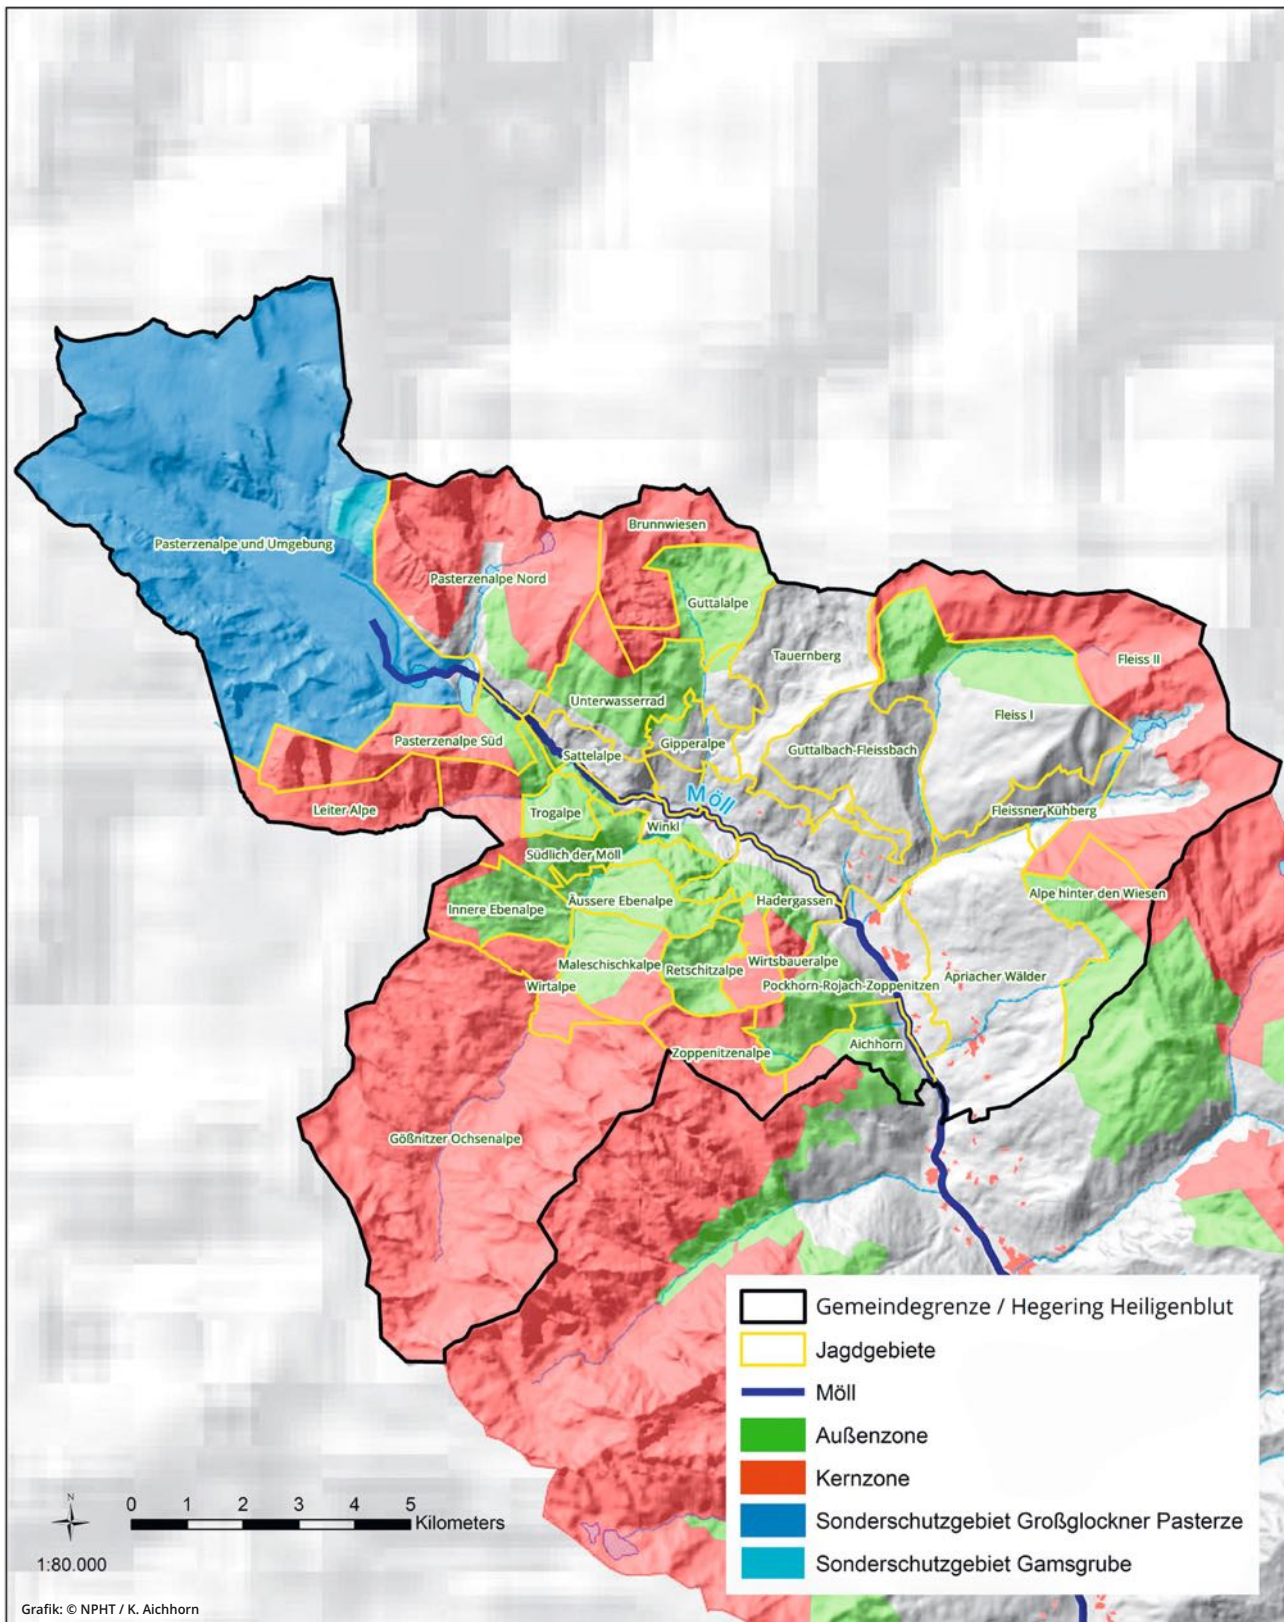 Brunnwiesen
Pasterzenalpe und Umgebung
Pasterzenalpe Nord
Guttalalpe
Tauernberg
Fleiss II
Unterwasserrad
Fleiss I
Pasterzenalpe Süd
Gipperalpe
Guttalbach-Fleissbach
Sattelalpe
Möll
Leiter Alpe
Trogalpe
Fleissner Kühberg
Winkl
Südlich der Möll
Alpe hinter den Wiesen
Innere Ebenalpe
Äussere Ebenalpe
Hadergassen
Maleschischkalpe
Retschitzalpe
Wirtsbaueralpe
Apriacher Wälder
Wirtalpe
Pockhorn-Rojach-Zoppenitzen
Zoppenitzenalpe
Aichhorn
Gößnitzer Ochsenalpe
Gemeindegrenze / Hegering Heiligenblut
Jagdgebiete
Möll
Außenzone
Kernzone
Sonderschutzgebiet Großglockner Pasterze
Sonderschutzgebiet Gamsgrube
N
0 1 2 3 4 5
Kilometers
1:80.000
Grafik: © NPHT / K. Aichhorn